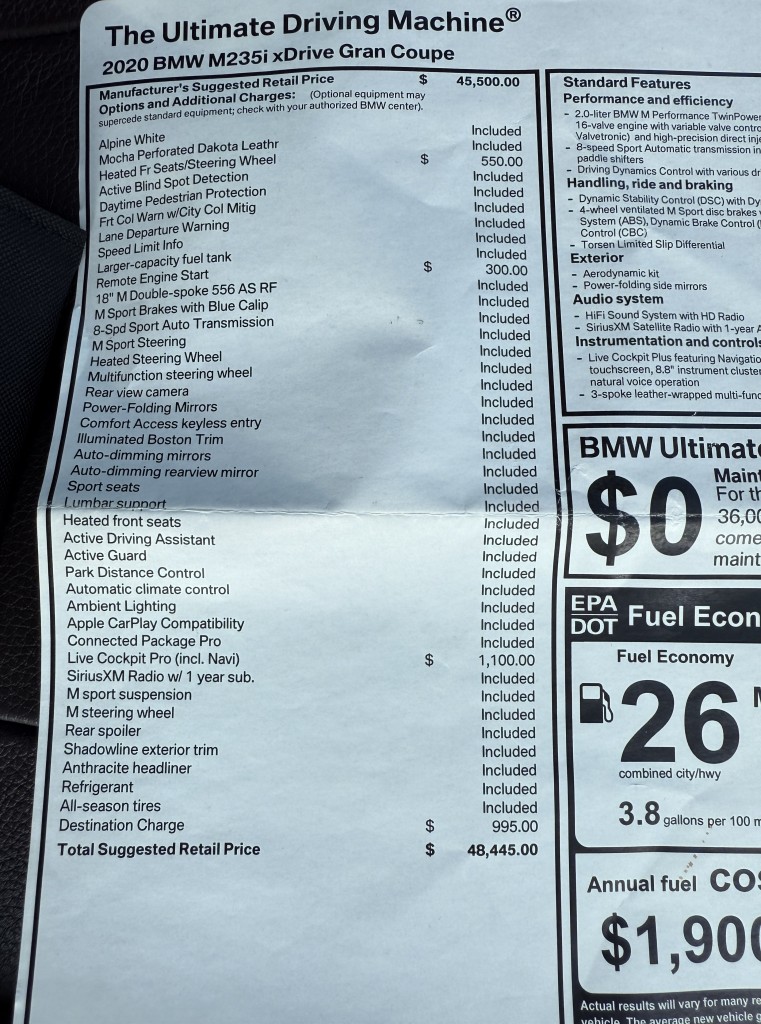 The Ultimate Driving Machine®
2020 BMW M235i xDrive Gran Coupe
Manufacturer's Suggested Retail Price $ 45,500.00
Options and Additional Charges: (Optional equipment may
supercede standard equipment; check with your authorized BMW center).
Alpine White Included
Mocha Perforated Dakota Leathr Included
Heated Fr Seats/Steering Wheel $ 550.00
Active Blind Spot Detection Included
Daytime Pedestrian Protection Included
Frt Col Warn w/City Col Mitig Included
Lane Departure Warning Included
Speed Limit Info Included
Larger-capacity fuel tank Included
Remote Engine Start $ 300.00
18" M Double-spoke 556 AS RF Included
M Sport Brakes with Blue Calip Included
8-Spd Sport Auto Transmission Included
M Sport Steering Included
Heated Steering Wheel Included
Multifunction steering wheel Included
Rear view camera Included
Power-Folding Mirrors Included
Comfort Access keyless entry Included
Illuminated Boston Trim Included
Auto-dimming mirrors Included
Auto-dimming rearview mirror Included
Sport seats Included
Lumbar support Included
Heated front seats Included
Active Driving Assistant Included
Active Guard Included
Park Distance Control Included
Automatic climate control Included
Ambient Lighting Included
Apple CarPlay Compatibility Included
Connected Package Pro Included
Live Cockpit Pro (incl. Navi) $ 1,100.00
SiriusXM Radio w/ 1 year sub. Included
M sport suspension Included
M steering wheel Included
Rear spoiler Included
Shadowline exterior trim Included
Anthracite headliner Included
Refrigerant Included
All-season tires Included
Destination Charge $ 995.00
Total Suggested Retail Price $ 48,445.00
Standard Features
Performance and efficiency
- 2.0-liter BMW M Performance TwinPower
16-valve engine with variable valve contro
Valvetronic) and high-precision direct inje
- 8-speed Sport Automatic transmission in
paddle shifters
- Driving Dynamics Control with various dr
Handling, ride and braking
- Dynamic Stability Control (DSC) with Dy
- 4-wheel ventilated M Sport disc brakes
System (ABS), Dynamic Brake Control
Control (CBC)
- Torsen Limited Slip Differential
Exterior
- Aerodynamic kit
- Power-folding side mirrors
Audio system
- HiFi Sound System with HD Radio
- SiriusXM Satellite Radio with 1-year
Instrumentation and controls
- Live Cockpit Plus featuring Navigatio
touchscreen, 8.8" instrument cluster
natural voice operation
- 3-spoke leather-wrapped multi-func
BMW Ultimate
$0
Maint
For th
36,00
come
maint
EPA
DOT Fuel Econ
Fuel Economy
26
combined city/hwy
3.8 gallons per 100 m
Annual fuel COS
$1,900
Actual results will vary for many re
vehicle. The average new vehicle g